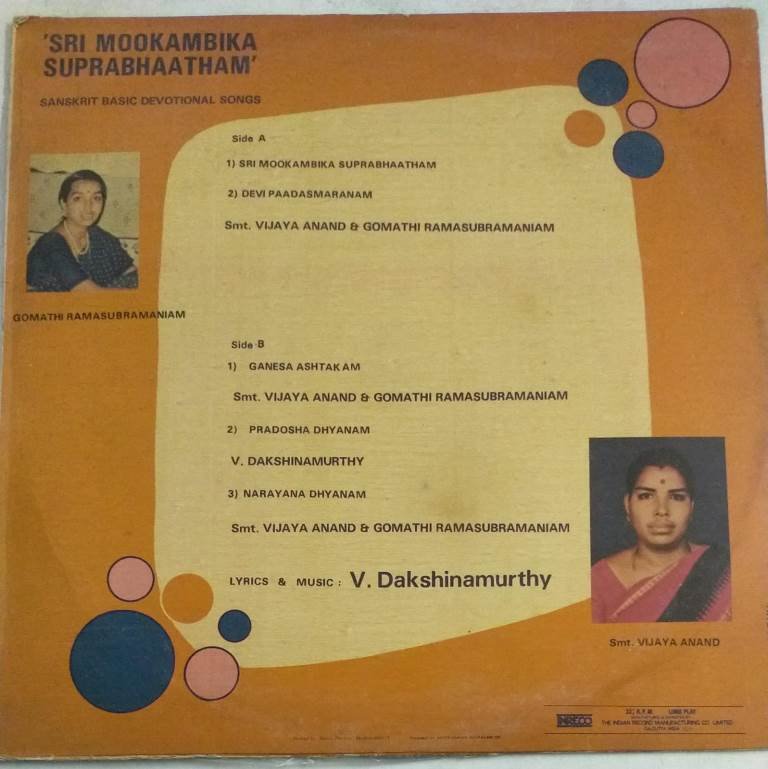 'SRI MOOKAMBIKA
SUPRABHAATHAM'
SANSKRIT BASIC DEVOTIONAL SONGS
Side A
1) SRI MOOKAMBIKA SUPRABHAATHAM
2) DEVI PAADASMARANAM
Smt. VIJAYA ANAND & GOMATHI RAMASUBRAMANIAM
GOMATHI RAMASUBRAMANIAM
Side B
1) GANESA ASHTAKAM
Smt. VIJAYA ANAND & GOMATHI RAMASUBRAMANIAM
2) PRADOSHA DHYANAM
V. DAKSHINAMURTHY
3) NARAYANA DHYANAM
Smt. VIJAYA ANAND & GOMATHI RAMASUBRAMANIAM
LYRICS & MUSIC : V. Dakshinamurthy
Smt. VIJAYA ANAND
INRECO
R.P.M. LONG PLAY
THE INDIAN RECORD MANUFACTURING CO. LIMITED
CALCUTTA INDIA